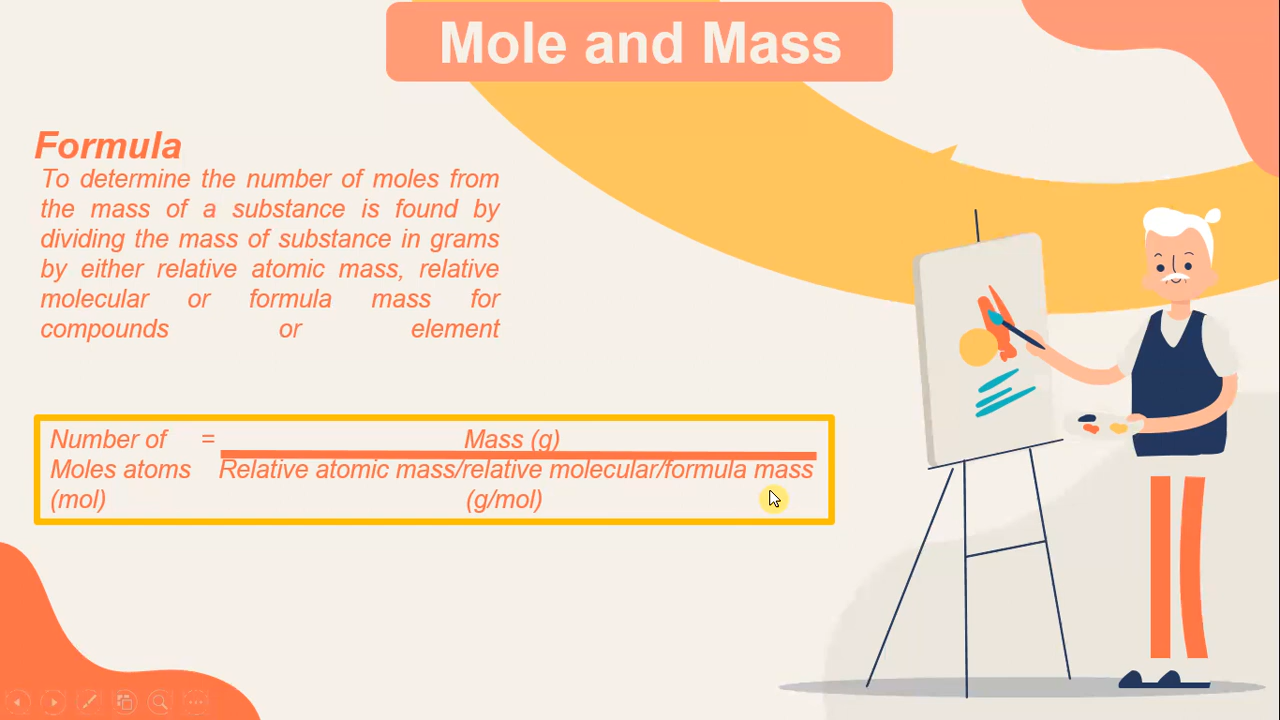 Mole and Mass
Formula
To determine the number of moles from
the mass of a substance is found by
dividing the mass of substance in grams
by either relative atomic mass, relative
molecular or formula mass for
compounds or element
Number of = Mass (g)
Moles atoms Relative atomic mass/relative molecular/formula mass
(mol) (g/mol)